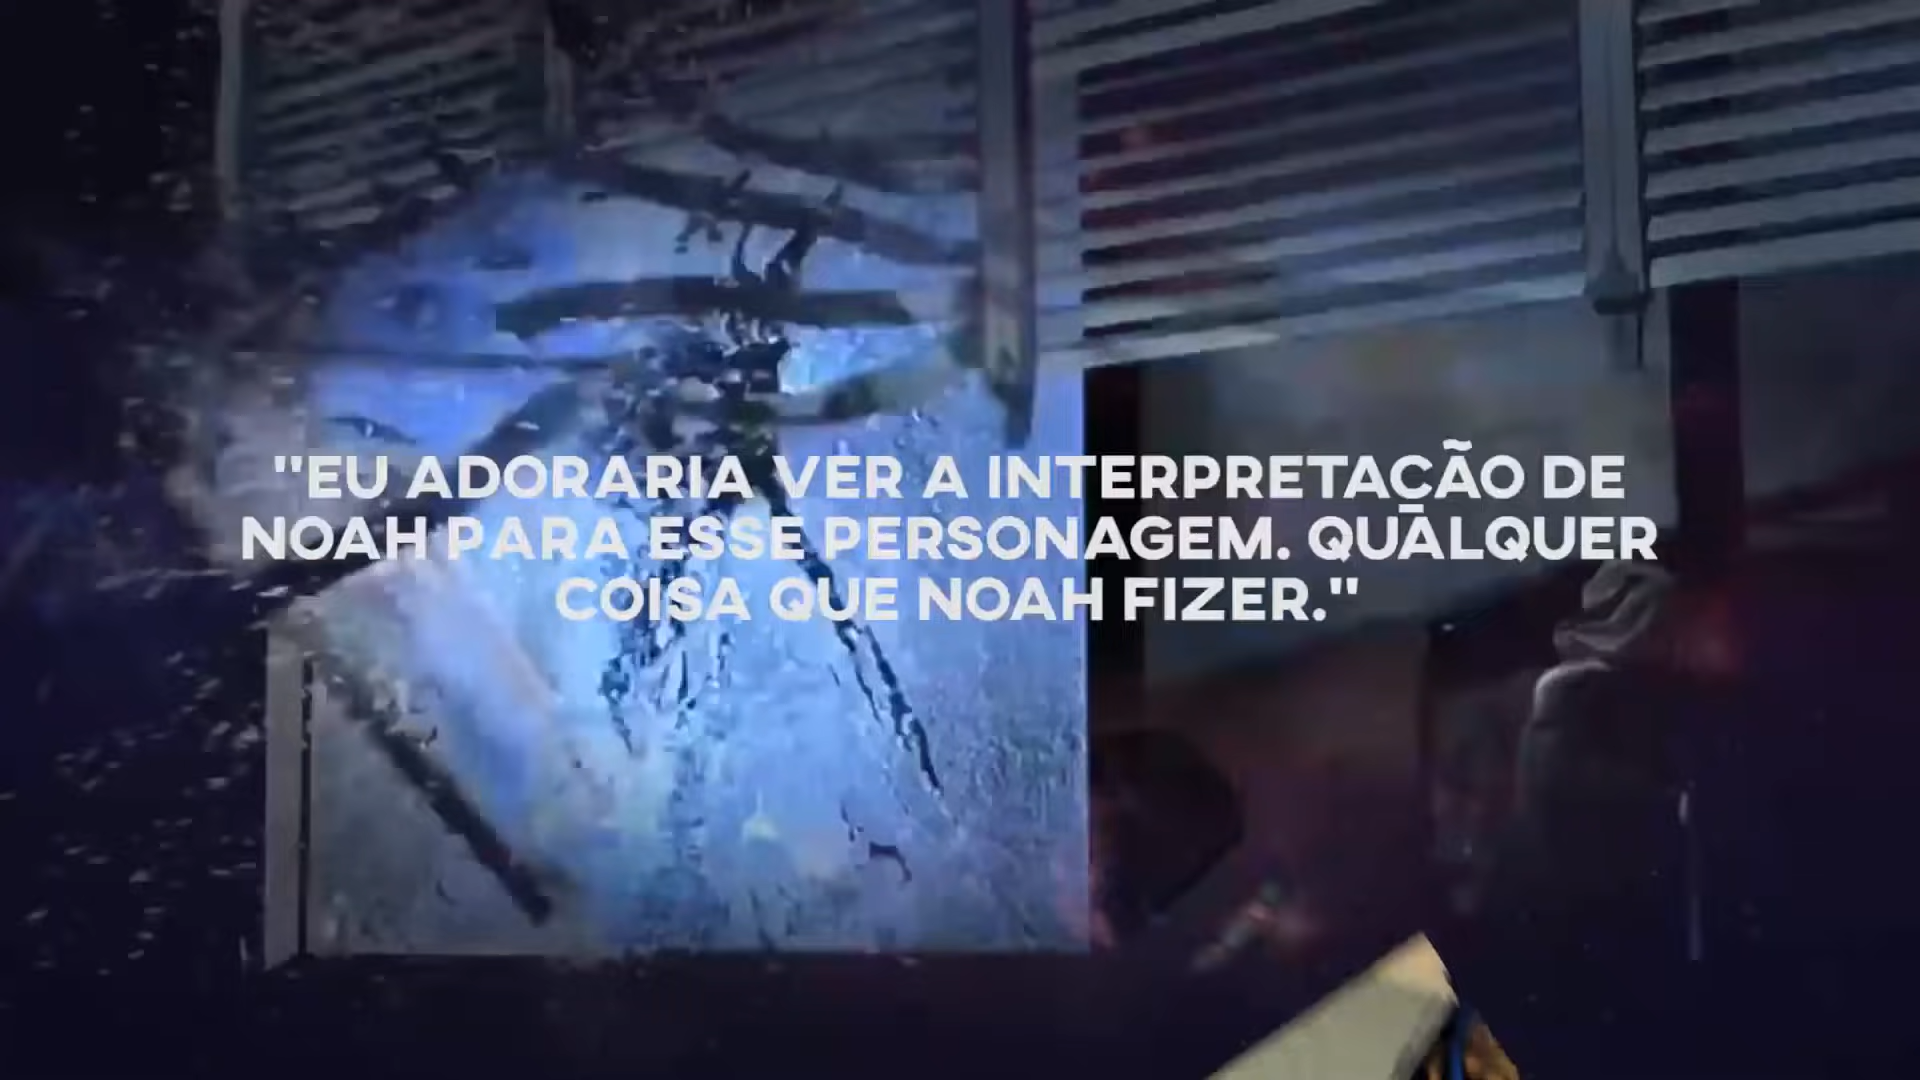 "EU ADORARIA VER A INTERPRETAÇÃO DE
NOAH PARA ESSE PERSONAGEM. QUALQUER
COISA QUE NOAH FIZER."